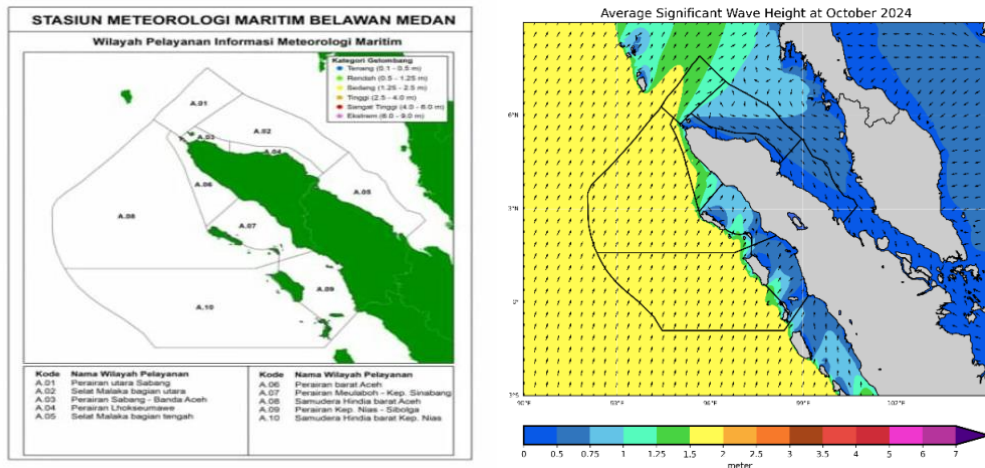 STASIUN METEOROLOGI MARITIM BELAWAN MEDAN
Wilayah Pelayanan Informasi Meteorologi Maritim
Kategori Gelombang
Tenang (0.1 - 0.5 m)
Rendah (0.5 - 1.25 m)
Sedang (1.25 - 2.5 m)
Tinggi (2.5 - 4.0 m)
Sangat Tinggi (4.0 - 6.0 m)
Ekstrem (6.0 - 9.0 m)
A.01
A.02
A.03
A.04
A.05
A.06
A.07
A.08
A.09
A.10
Kode Nama Wilayah Pelayanan
A.01 Perairan utara Sabang
A.02 Selat Malaka bagian utara
A.03 Perairan Sabang - Banda Aceh
A.04 Perairan Lhokseumawe
A.05 Selat Malaka bagian tengah
Kode Nama Wilayah Pelayanan
A.06 Perairan barat Aceh
A.07 Perairan Meulaboh - Kep. Sinabang
A.08 Samudera Hindia barat Aceh
A.09 Perairan Kep. Nias - Sibolga
A.10 Samudera Hindia barat Kep. Nias
Average Significant Wave Height at October 2024
6°N
3°N
0°
3°S
90°E 93°E 96°E 99°E 102°E
0 0.5 0.75 1 1.25 1.5 2 2.5 3 3.5 4 5 6 7
meter